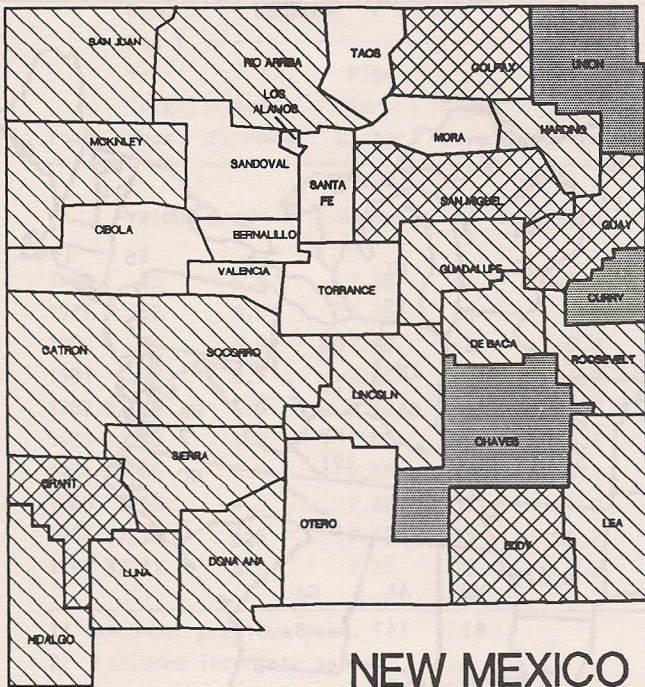 SAN JUAN
RIO ARRIBA
TAOS
COLFAX
UNION
LOS
ALAMOS
MCKINLEY
SANDOVAL
MORA
HARDING
SANTA
FE
SAN MIGUEL
CIBOLA
BERNALILLO
QUAY
VALENCIA
GUADALUPE
TORRANCE
CURRY
CATRON
SOCORRO
DE BACA
ROOSEVELT
LINCOLN
CHAVES
SIERRA
GRANT
OTERO
LEA
EDDY
LUNA
DONA ANA
HIDALGO
NEW MEXICO